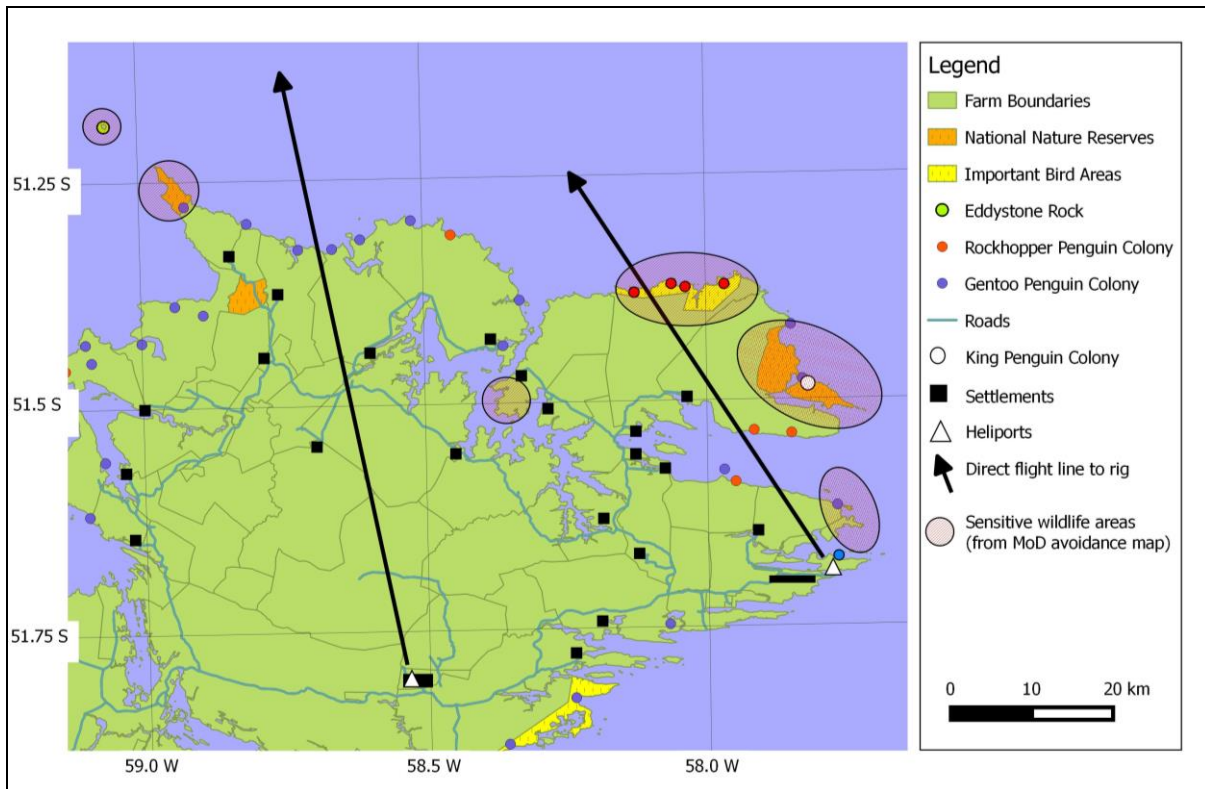 51.25 S
51.5 S
51.75 S
59.0 W
58.5 W
58.0 W
Legend
Farm Boundaries
National Nature Reserves
Important Bird Areas
Eddystone Rock
Rockhopper Penguin Colony
Gentoo Penguin Colony
Roads
King Penguin Colony
Settlements
Heliports
Direct flight line to rig
Sensitive wildlife areas
(from MoD avoidance map)
0 10 20 km